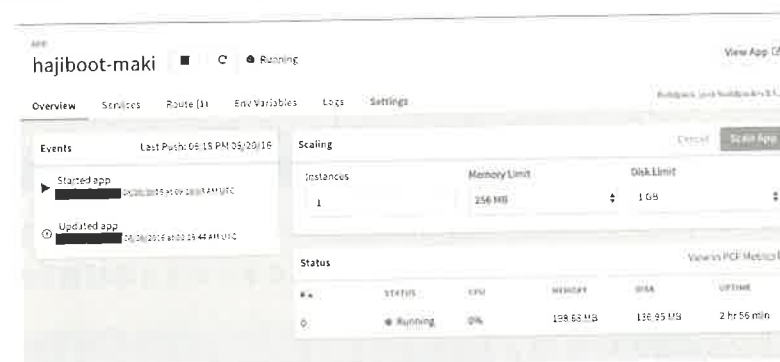 APP
hajiboot-maki
Running
View App
Overview Services Route (1) Env Variables Logs Settings
Events Last Push: 06:15 PM 06/20/16
Started app
Updated app
Scaling
Cancel Scale App
Instances Memory Limit Disk Limit
1 256 MB 1 GB
Status
View in PCF Metrics
# STATUS CPU MEMORY DISK UPTIME
0 Running 0% 2 hr 56 min